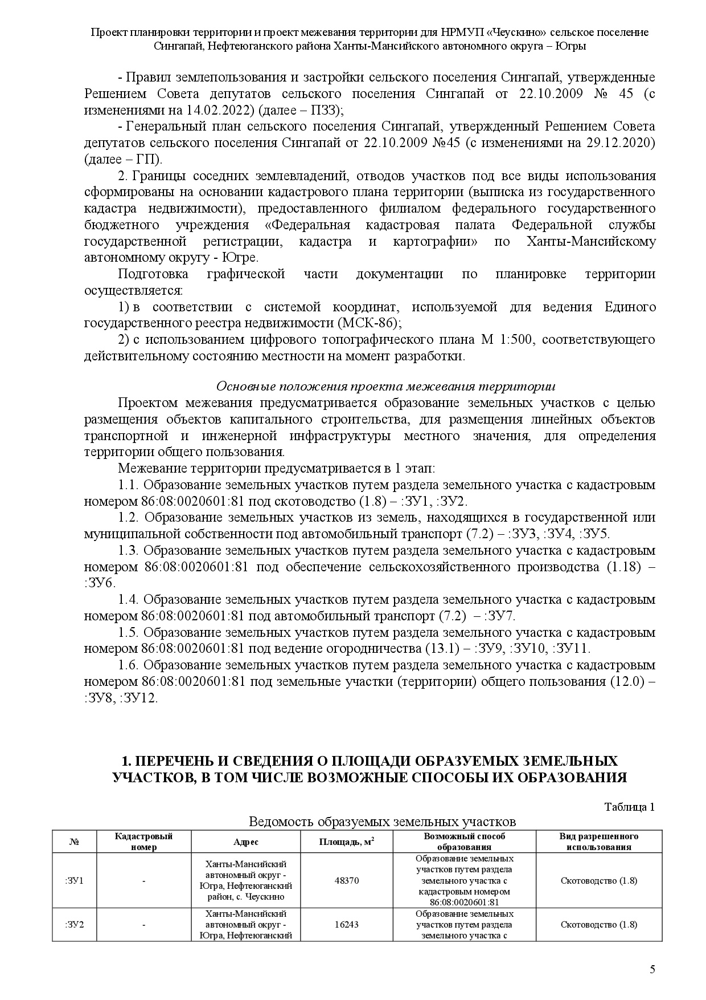 Проект планировки территории и проект межевания территории для НРМУП «Чеускино» сельское поселение
Сингапай, Нефтеюганского района Ханты-Мансийского автономного округа – Югры
- Правил землепользования и застройки сельского поселения Сингапай, утвержденные
Решением Совета депутатов сельского поселения Сингапай от 22.10.2009 № 45 (с
изменениями на 14.02.2022) (далее – ПЗЗ);
- Генеральный план сельского поселения Сингапай, утвержденный Решением Совета
депутатов сельского поселения Сингапай от 22.10.2009 №45 (с изменениями на 29.12.2020)
(далее – ГП).
2. Границы соседних землевладений, отводов участков под все виды использования
сформированы на основании кадастрового плана территории (выписка из государственного
кадастра недвижимости), предоставленного филиалом федерального государственного
бюджетного учреждения «Федеральная кадастровая палата Федеральной службы
государственной регистрации, кадастра и картографии» по Ханты-Мансийскому
автономному округу - Югре.
Подготовка графической части документации по планировке территории
осуществляется:
1) в соответствии с системой координат, используемой для ведения Единого
государственного реестра недвижимости (МСК-86);
2) с использованием цифрового топографического плана М 1:500, соответствующего
действительному состоянию местности на момент разработки.
Основные положения проекта межевания территории
Проектом межевания предусматривается образование земельных участков с целью
размещения объектов капитального строительства, для размещения линейных объектов
транспортной и инженерной инфраструктуры местного значения, для определения
территории общего пользования.
Межевание территории предусматривается в 1 этап:
1.1. Образование земельных участков путем раздела земельного участка с кадастровым
номером 86:08:0020601:81 под скотоводство (1.8) – :ЗУ1, :ЗУ2.
1.2. Образование земельных участков из земель, находящихся в государственной или
муниципальной собственности под автомобильный транспорт (7.2) – :ЗУ3, :ЗУ4, :ЗУ5.
1.3. Образование земельных участков путем раздела земельного участка с кадастровым
номером 86:08:0020601:81 под обеспечение сельскохозяйственного производства (1.18) –
:ЗУ6.
1.4. Образование земельных участков путем раздела земельного участка с кадастровым
номером 86:08:0020601:81 под автомобильный транспорт (7.2) – :ЗУ7.
1.5. Образование земельных участков путем раздела земельного участка с кадастровым
номером 86:08:0020601:81 под ведение огородничества (13.1) – :ЗУ9, :ЗУ10, :ЗУ11.
1.6. Образование земельных участков путем раздела земельного участка с кадастровым
номером 86:08:0020601:81 под земельные участки (территории) общего пользования (12.0) –
:ЗУ8, :ЗУ12.
1. ПЕРЕЧЕНЬ И СВЕДЕНИЯ О ПЛОЩАДИ ОБРАЗУЕМЫХ ЗЕМЕЛЬНЫХ
УЧАСТКОВ, В ТОМ ЧИСЛЕ ВОЗМОЖНЫЕ СПОСОБЫ ИХ ОБРАЗОВАНИЯ
Таблица 1
Ведомость образуемых земельных участков
№
Кадастровый
номер
Адрес
Площадь, м²
Возможный способ
образования
Вид разрешенного
использования
:ЗУ1
-
Ханты-Мансийский
автономный округ -
Югра, Нефтеюганский
район, с. Чеускино
48370
Образование земельных
участков путем раздела
земельного участка с
кадастровым номером
86:08:0020601:81
Скотоводство (1.8)
:ЗУ2
-
Ханты-Мансийский
автономный округ -
Югра, Нефтеюганский
16243
Образование земельных
участков путем раздела
земельного участка с
Скотоводство (1.8)
5